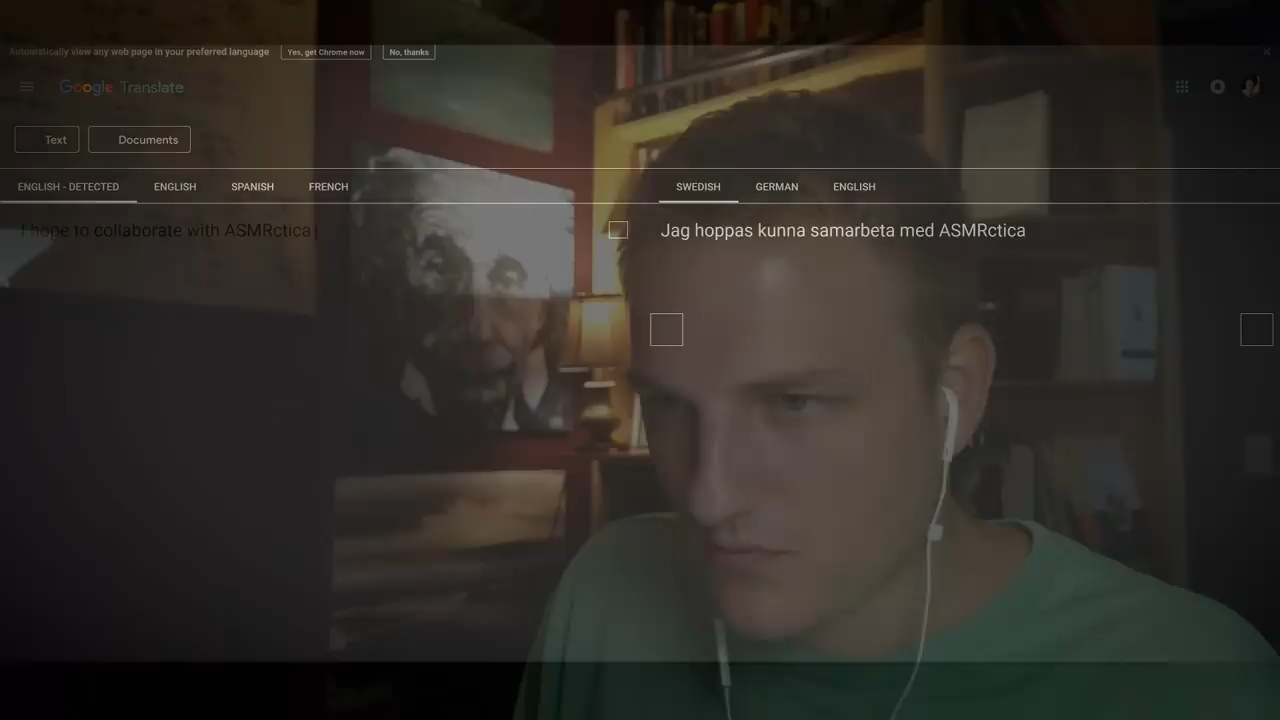 Automatically view any web page in your preferred language Yes, get Chrome now No, thanks
Google Translate
Text Documents
ENGLISH - DETECTED ENGLISH SPANISH FRENCH SWEDISH GERMAN ENGLISH
I hope to collaborate with ASMRctica
Jag hoppas kunna samarbeta med ASMRctica